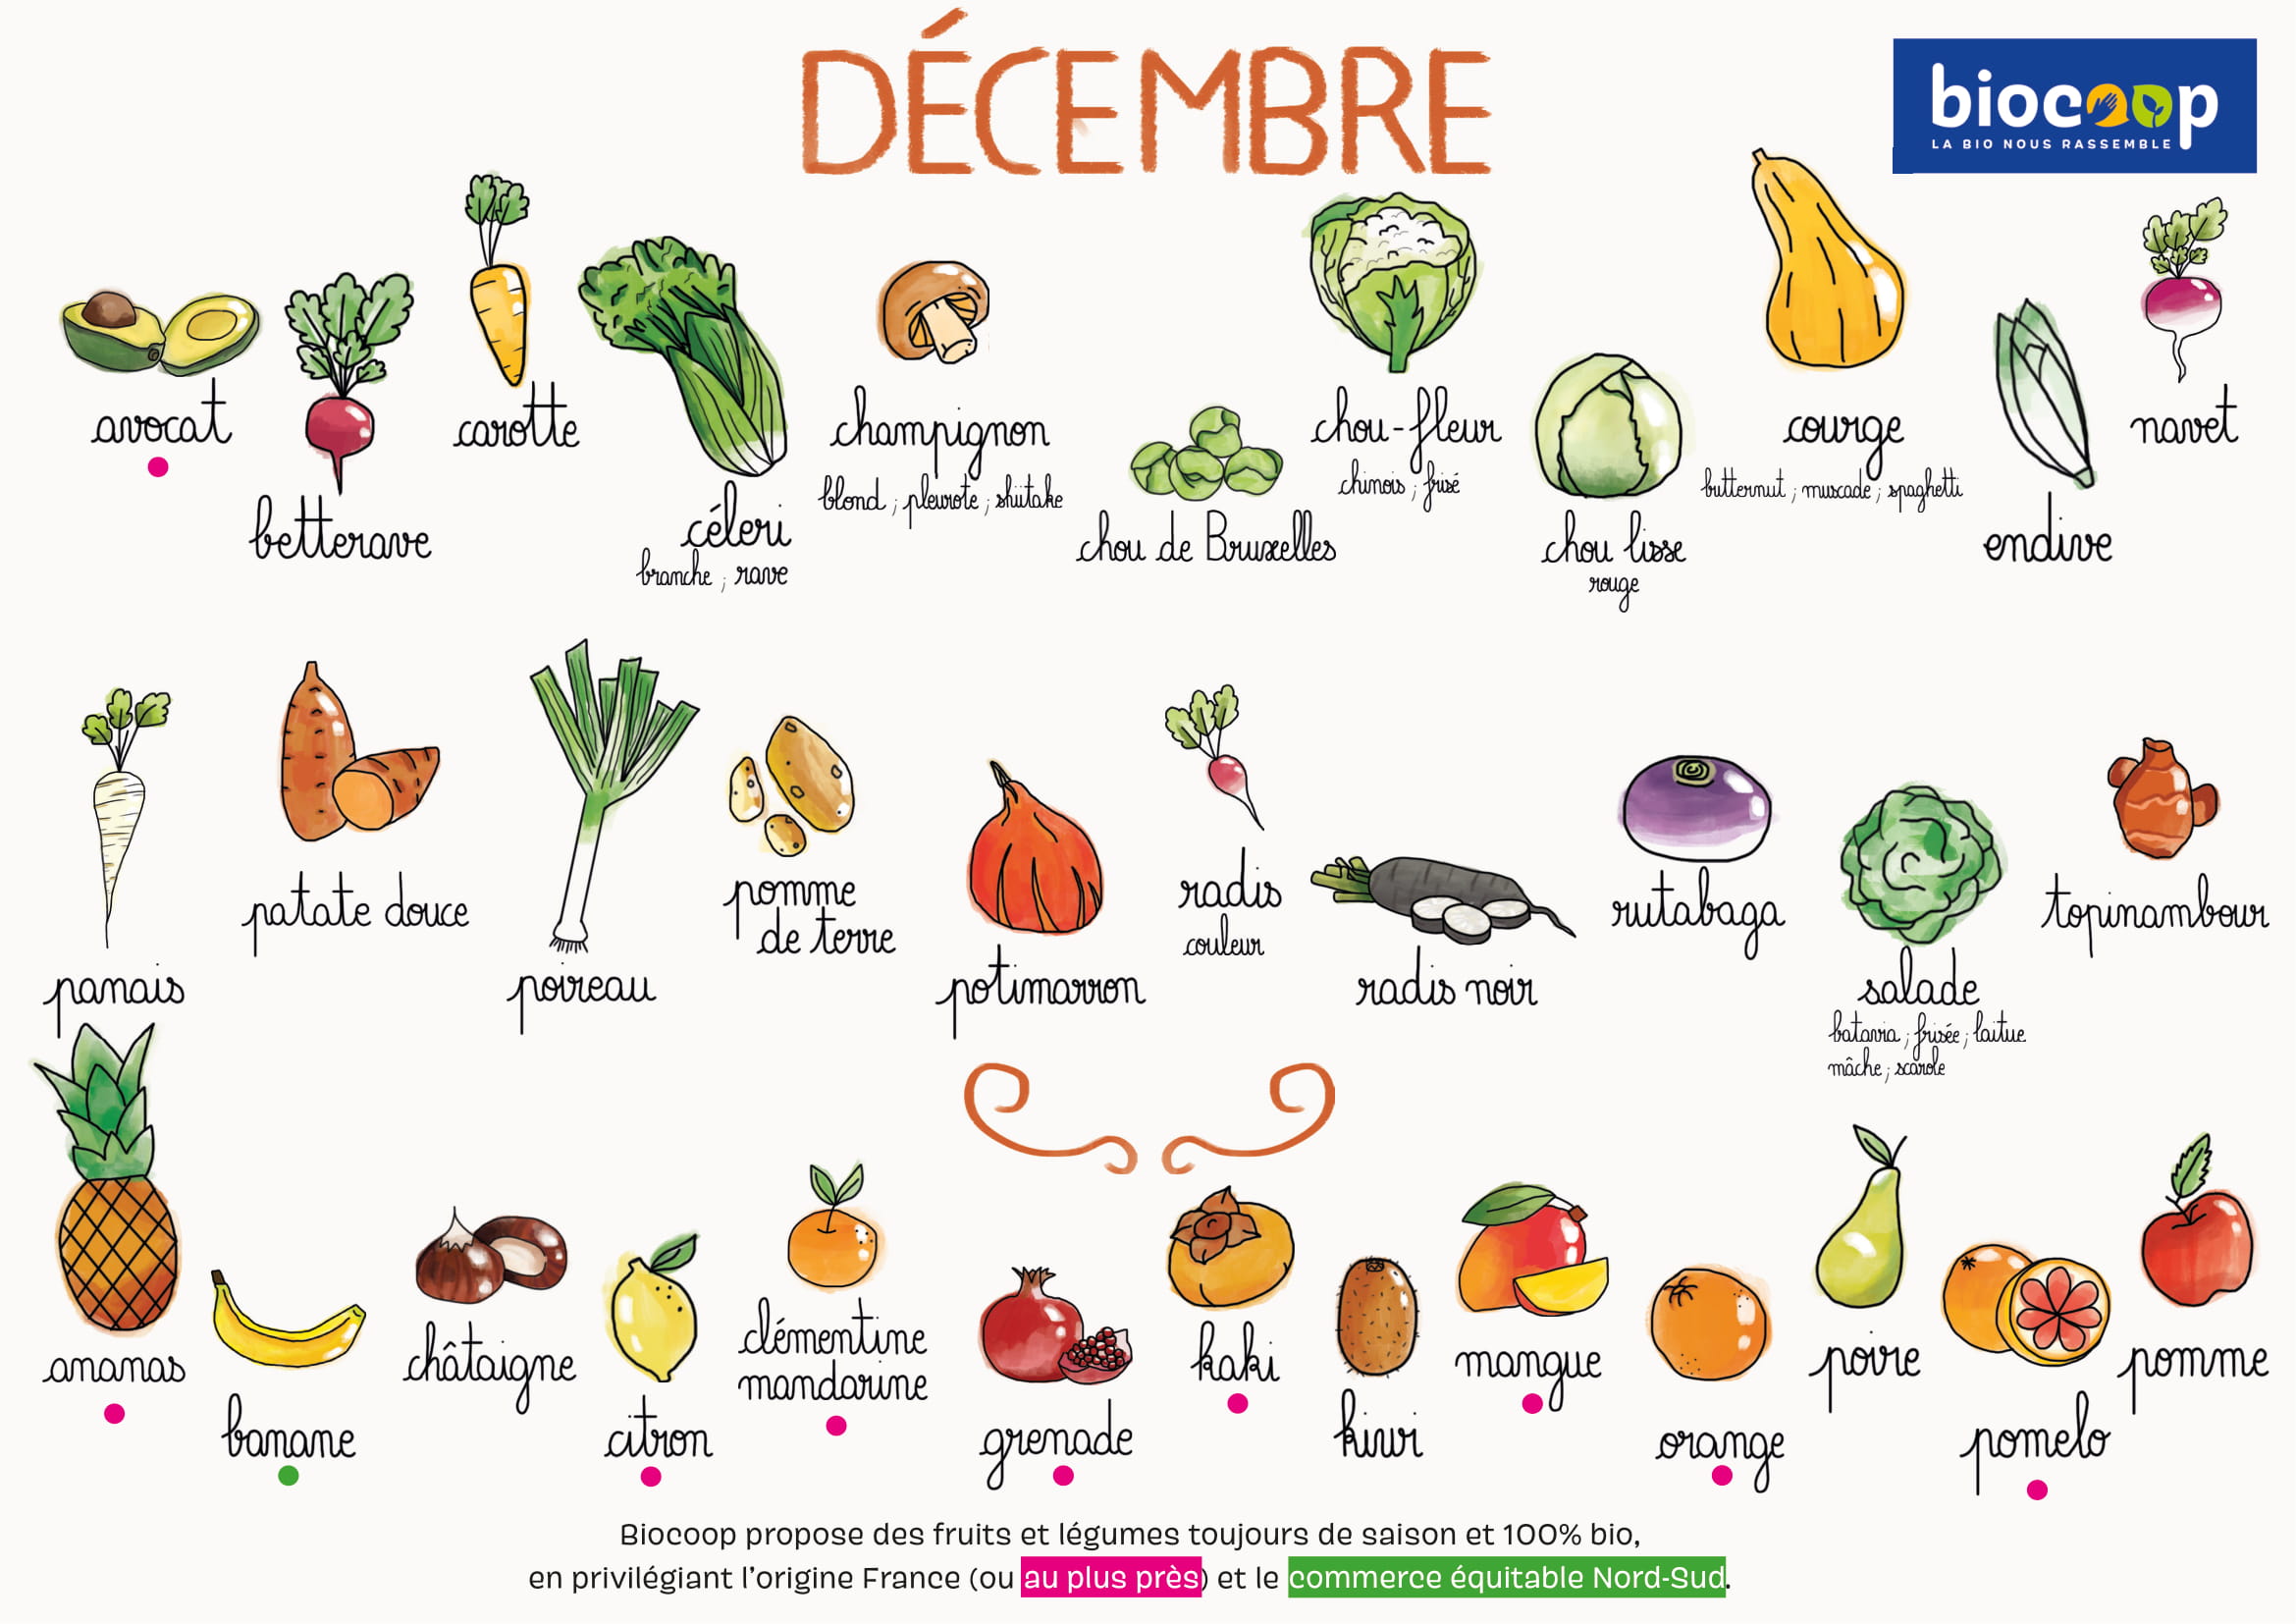 DÉCEMBRE
biocoop
LA BIO NOUS RASSEMBLE
avocat
betterave
carotte
céleri
branche ; rave
champignon
blond ; pleurote ; shiitake
chou de Bruxelles
chou-fleur
chinois ; frisé
chou lisse
rouge
courge
butternut ; muscade ; spaghetti
endive
navet
panais
patate douce
poireau
pomme
de terre
potimarron
radis
couleur
radis noir
rutabaga
salade
batavia ; frisée ; laitue
mâche ; scarole
topinambour
ananas
banane
châtaigne
citron
clémentine
mandarine
grenade
kaki
kiwi
mangue
orange
poire
pomelo
pomme
Biocoop propose des fruits et légumes toujours de saison et 100% bio,
en privilégiant l'origine France (ou au plus près) et le commerce équitable Nord-Sud.